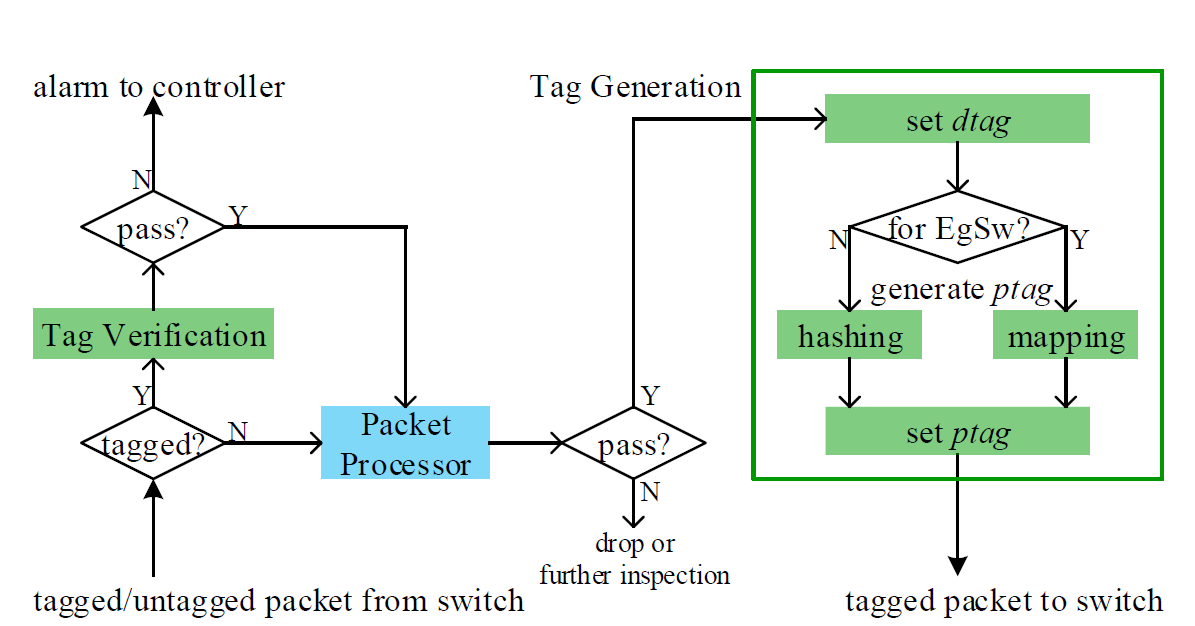 alarm to controller
Tag Generation
set dtag
N
pass?
Y
for EgSw?
N
Y
generate ptag
Tag Verification
hashing
mapping
Y
tagged?
N
Packet
Processor
Y
pass?
N
set ptag
drop or
further inspection
tagged/untagged packet from switch
tagged packet to switch